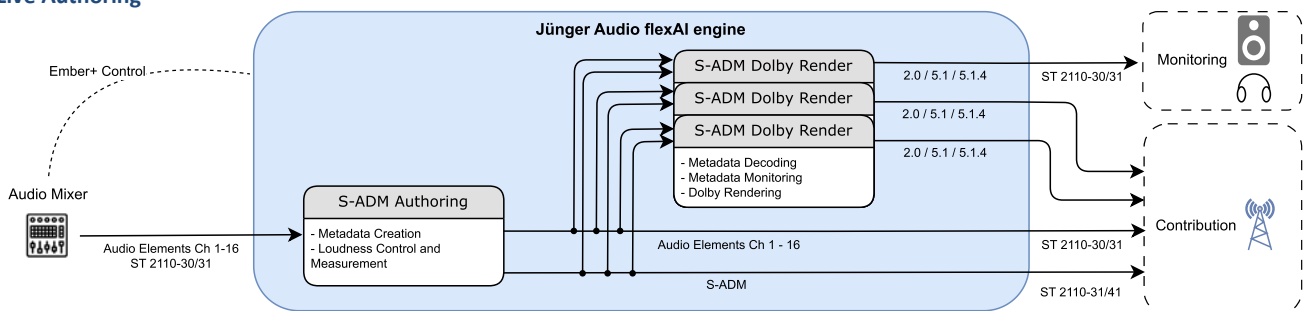 Live Authoring
Jünger Audio flexAI engine
Ember+ Control
Audio Mixer
Audio Elements Ch 1-16
ST 2110-30/31
S-ADM Authoring
- Metadata Creation
- Loudness Control and
Measurement
S-ADM Dolby Render
S-ADM Dolby Render
S-ADM Dolby Render
- Metadata Decoding
- Metadata Monitoring
- Dolby Rendering
2.0 / 5.1 / 5.1.4
2.0 / 5.1 / 5.1.4
2.0 / 5.1 / 5.1.4
ST 2110-30/31
Monitoring
Audio Elements Ch 1 - 16
ST 2110-30/31
S-ADM
ST 2110-31/41
Contribution